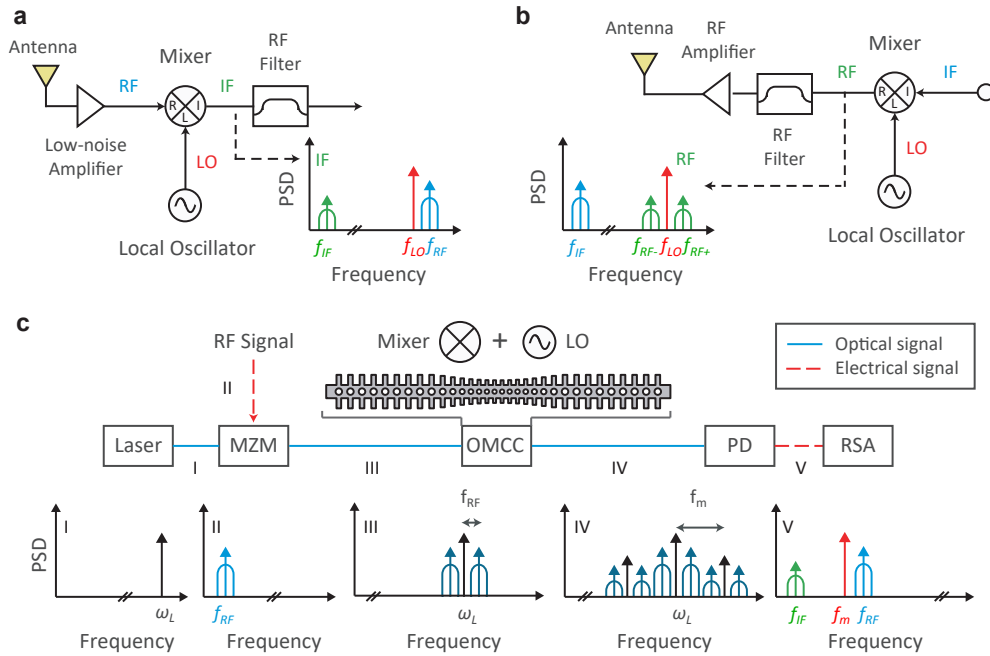 a
Antenna
Mixer
RF
Filter
RF
IF
R
I
L
Low-noise
Amplifier
LO
Local Oscillator
PSD
IF
f_IF
f_LO
f_RF
Frequency
b
Antenna
RF
Amplifier
Mixer
RF
IF
R
I
L
RF
Filter
LO
Local Oscillator
PSD
RF
f_IF
f_RF-
f_LO
f_RF+
Frequency
c
RF Signal
Mixer
+
LO
Optical signal
Electrical signal
II
Laser
MZM
OMCC
PD
RSA
I
III
IV
V
PSD
I
ω_L
Frequency
II
f_RF
Frequency
III
f_RF
ω_L
Frequency
IV
f_m
ω_L
Frequency
V
f_IF
f_m
f_RF
Frequency